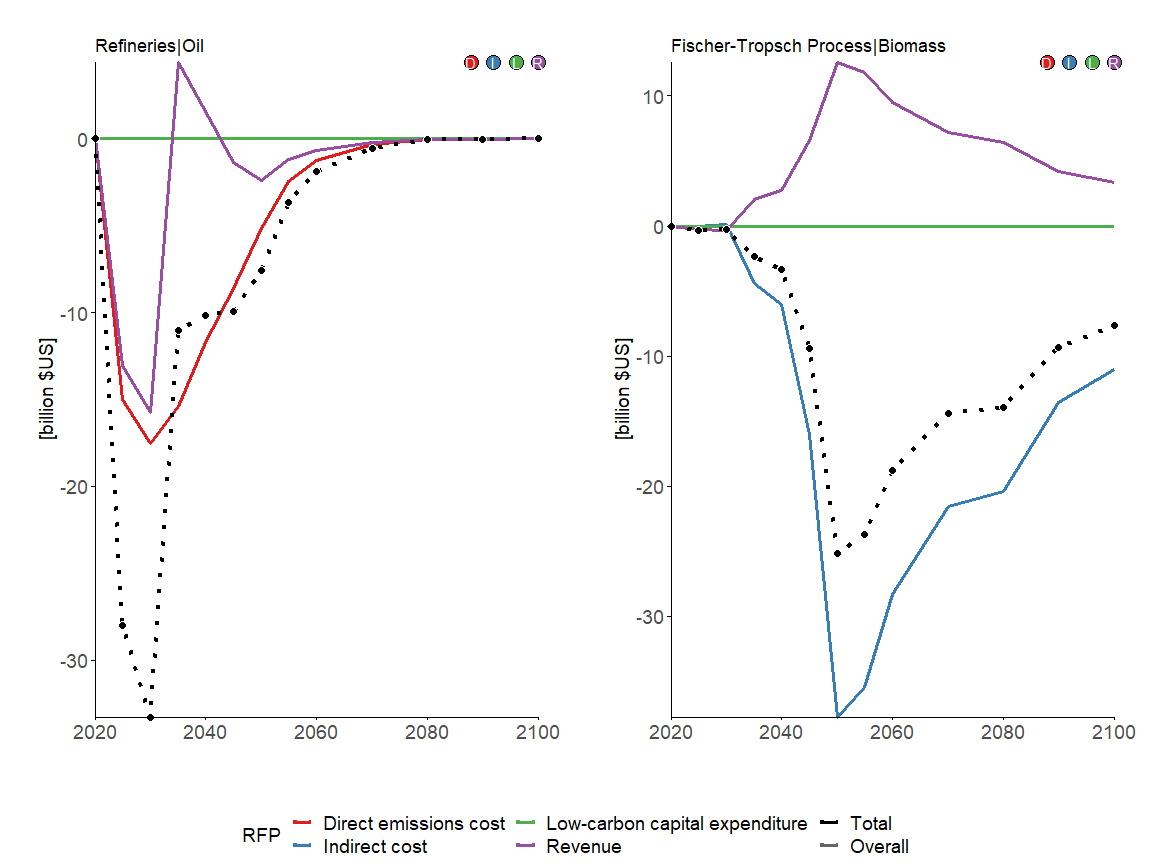 Refineries|Oil
D I L R
0
-10
-20
-30
[billion $US]
2020 2040 2060 2080 2100
Fischer-Tropsch Process|Biomass
D I L R
10
0
-10
-20
-30
[billion $US]
2020 2040 2060 2080 2100
RFP
Direct emissions cost Low-carbon capital expenditure Total
Indirect cost Revenue Overall